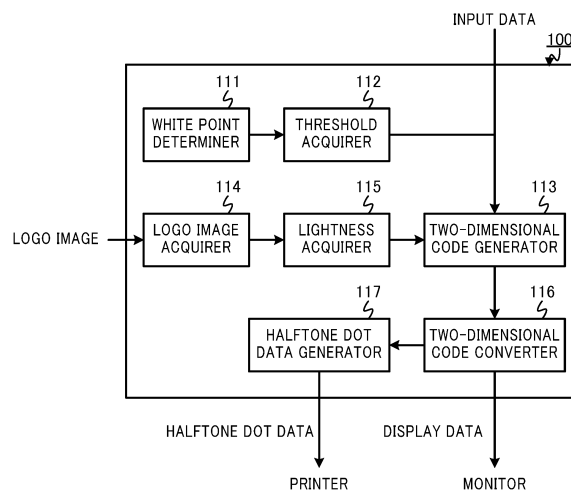 INPUT DATA
100
111
112
WHITE POINT
DETERMINER
THRESHOLD
ACQUIRER
114
115
113
LOGO IMAGE
LOGO IMAGE
ACQUIRER
LIGHTNESS
ACQUIRER
TWO-DIMENSIONAL
CODE GENERATOR
117
116
HALFTONE DOT
DATA GENERATOR
TWO-DIMENSIONAL
CODE CONVERTER
HALFTONE DOT DATA
DISPLAY DATA
PRINTER
MONITOR